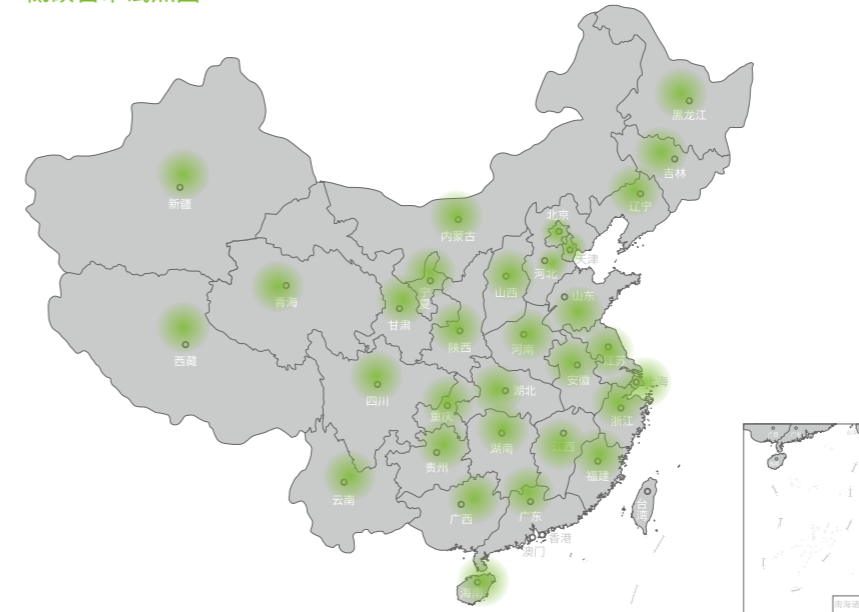 黑龙江
吉林
辽宁
新疆
北京
内蒙古
天津
河北
宁夏
山西
青海
山东
甘肃
陕西
河南
江苏
西藏
安徽
上海
湖北
四川
重庆
浙江
湖南
江西
贵州
福建
云南
台湾
广西
广东
香港
澳门
海南